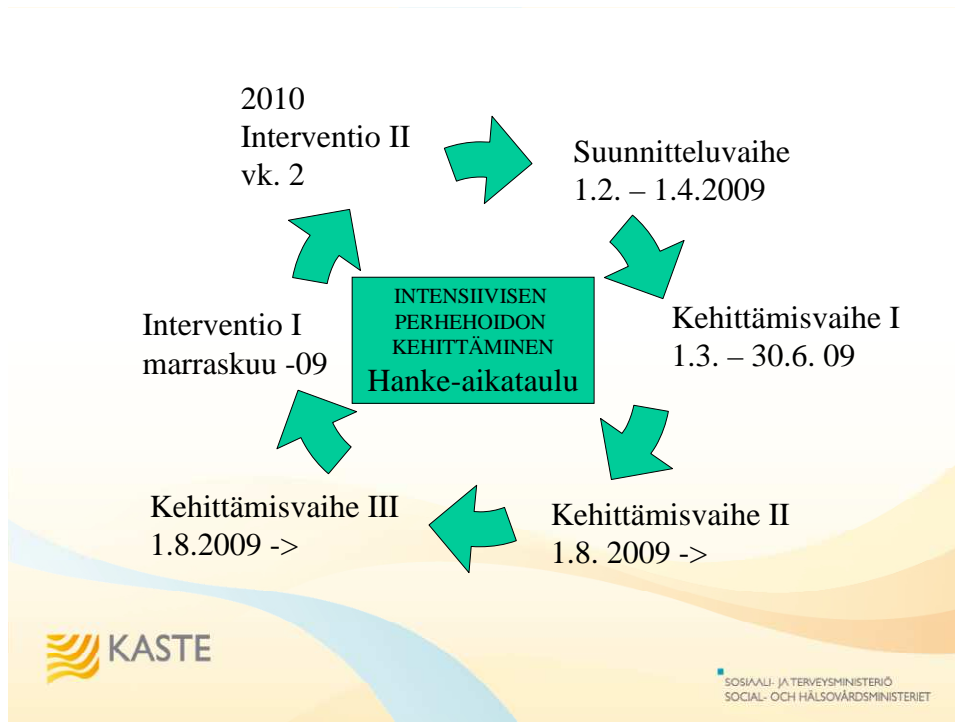 2010
Interventio II
vk. 2
Suunnitteluvaihe
1.2. – 1.4.2009
Kehittämisvaihe I
1.3. – 30.6. 09
Kehittämisvaihe II
1.8. 2009 ->
Kehittämisvaihe III
1.8.2009 ->
Interventio I
marraskuu -09
INTENSIIVISEN
PERHEHOIDON
KEHITTÄMINEN
Hanke-aikataulu
KASTE
SOSIAALI- JA TERVEYSMINISTERIÖ
SOCIAL- OCH HÄLSOVÅRDSMINISTERIET